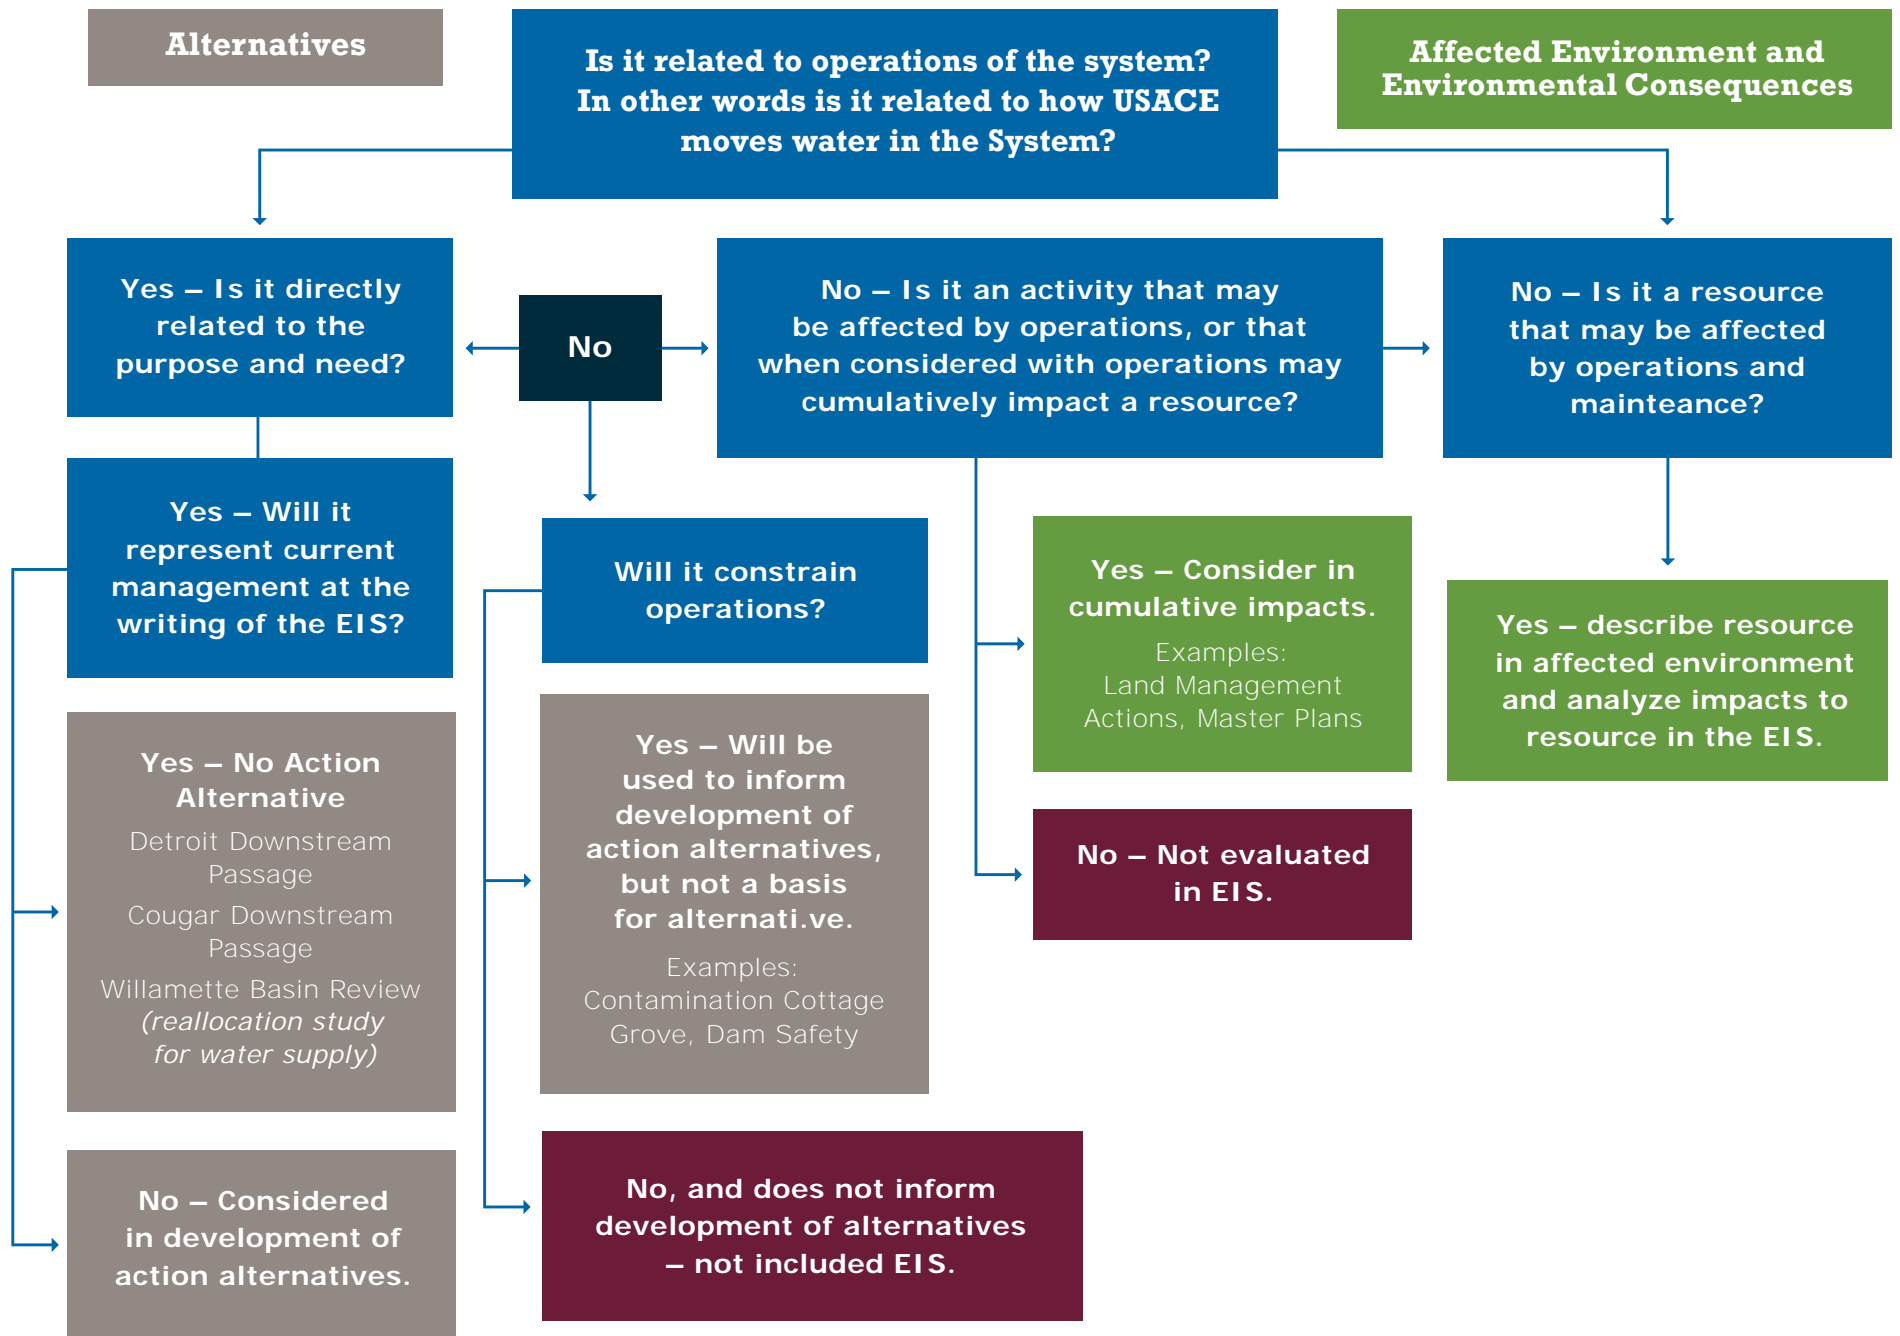 Alternatives
Is it related to operations of the system?
In other words is it related to how USACE
moves water in the System?
Affected Environment and
Environmental Consequences
Yes – Is it directly
related to the
purpose and need?
No
No – Is it an activity that may
be affected by operations, or that
when considered with operations may
cumulatively impact a resource?
No – Is it a resource
that may be affected
by operations and
mainteance?
Yes – Will it
represent current
management at the
writing of the EIS?
Will it constrain
operations?
Yes – Consider in
cumulative impacts.
Examples:
Land Management
Actions, Master Plans
Yes – describe resource
in affected environment
and analyze impacts to
resource in the EIS.
Yes – No Action
Alternative
Detroit Downstream
Passage
Cougar Downstream
Passage
Willamette Basin Review
(reallocation study
for water supply)
Yes – Will be
used to inform
development of
action alternatives,
but not a basis
for alternati.ve.
Examples:
Contamination Cottage
Grove, Dam Safety
No – Not evaluated
in EIS.
No – Considered
in development of
action alternatives.
No, and does not inform
development of alternatives
– not included EIS.